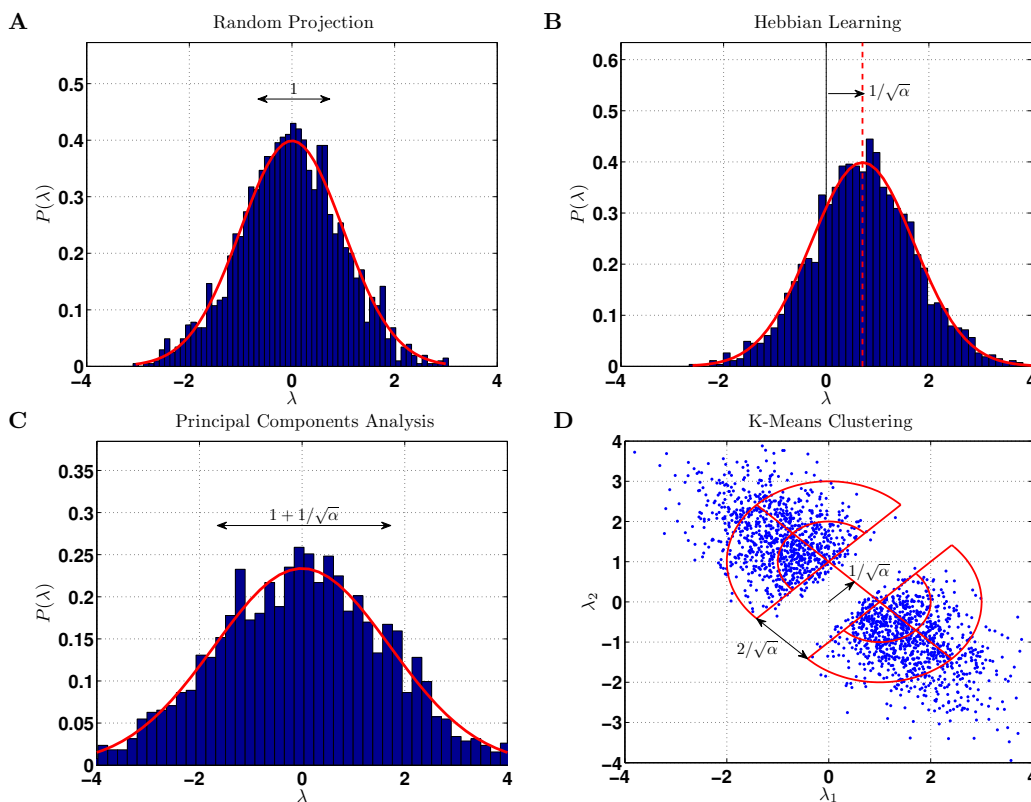 A
Random Projection
0.5
0.4
0.3
0.2
0.1
0
P(λ)
1
−4
−2
0
2
4
λ
B
Hebbian Learning
0.6
0.5
0.4
0.3
0.2
0.1
0
P(λ)
1/√α
−4
−2
0
2
4
λ
C
Principal Components Analysis
0.35
0.3
0.25
0.2
0.15
0.1
0.05
0
P(λ)
1 + 1/√α
−4
−2
0
2
4
λ
D
K-Means Clustering
4
3
2
1
0
−1
−2
−3
−4
λ₂
1/√α
2/√α
−4
−2
0
2
4
λ₁